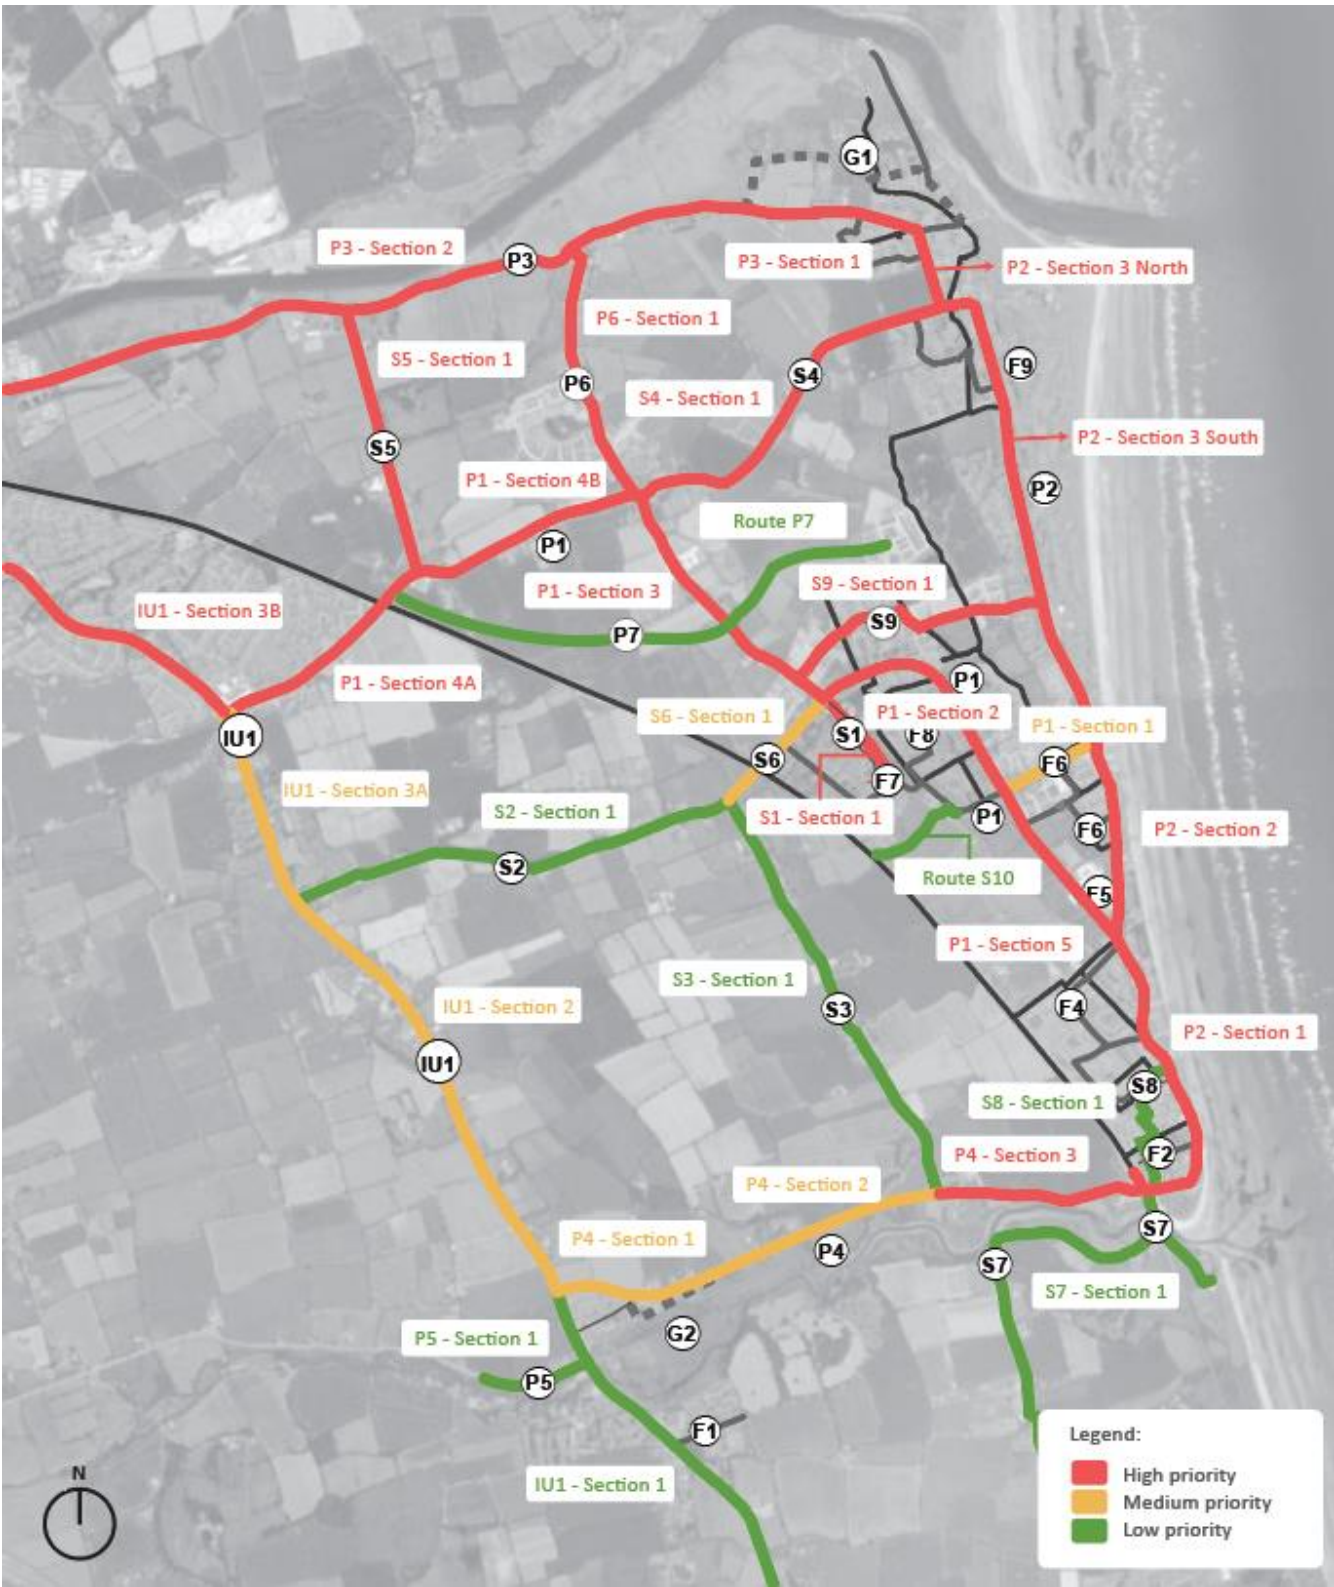 G1
P3 - Section 2
P3
P3 - Section 1
P2 - Section 3 North
P6 - Section 1
S5 - Section 1
F9
S4
P6
S4 - Section 1
P2 - Section 3 South
S5
P1 - Section 4B
P2
Route P7
P1
S9 - Section 1
P1 - Section 3
IU1 - Section 3B
S9
P7
P1 - Section 4A
P1
S6 - Section 1
P1 - Section 2
P1 - Section 1
IU1
S1
F8
S6
F6
IU1 - Section 3A
F7
S2 - Section 1
S1 - Section 1
P1
F6
P2 - Section 2
S2
Route S10
F5
P1 - Section 5
S3 - Section 1
IU1 - Section 2
S3
F4
P2 - Section 1
IU1
S8
S8 - Section 1
P4 - Section 3
F2
P4 - Section 2
S7
P4 - Section 1
P4
S7
S7 - Section 1
G2
P5 - Section 1
P5
F1
IU1 - Section 1
N
Legend:
High priority
Medium priority
Low priority